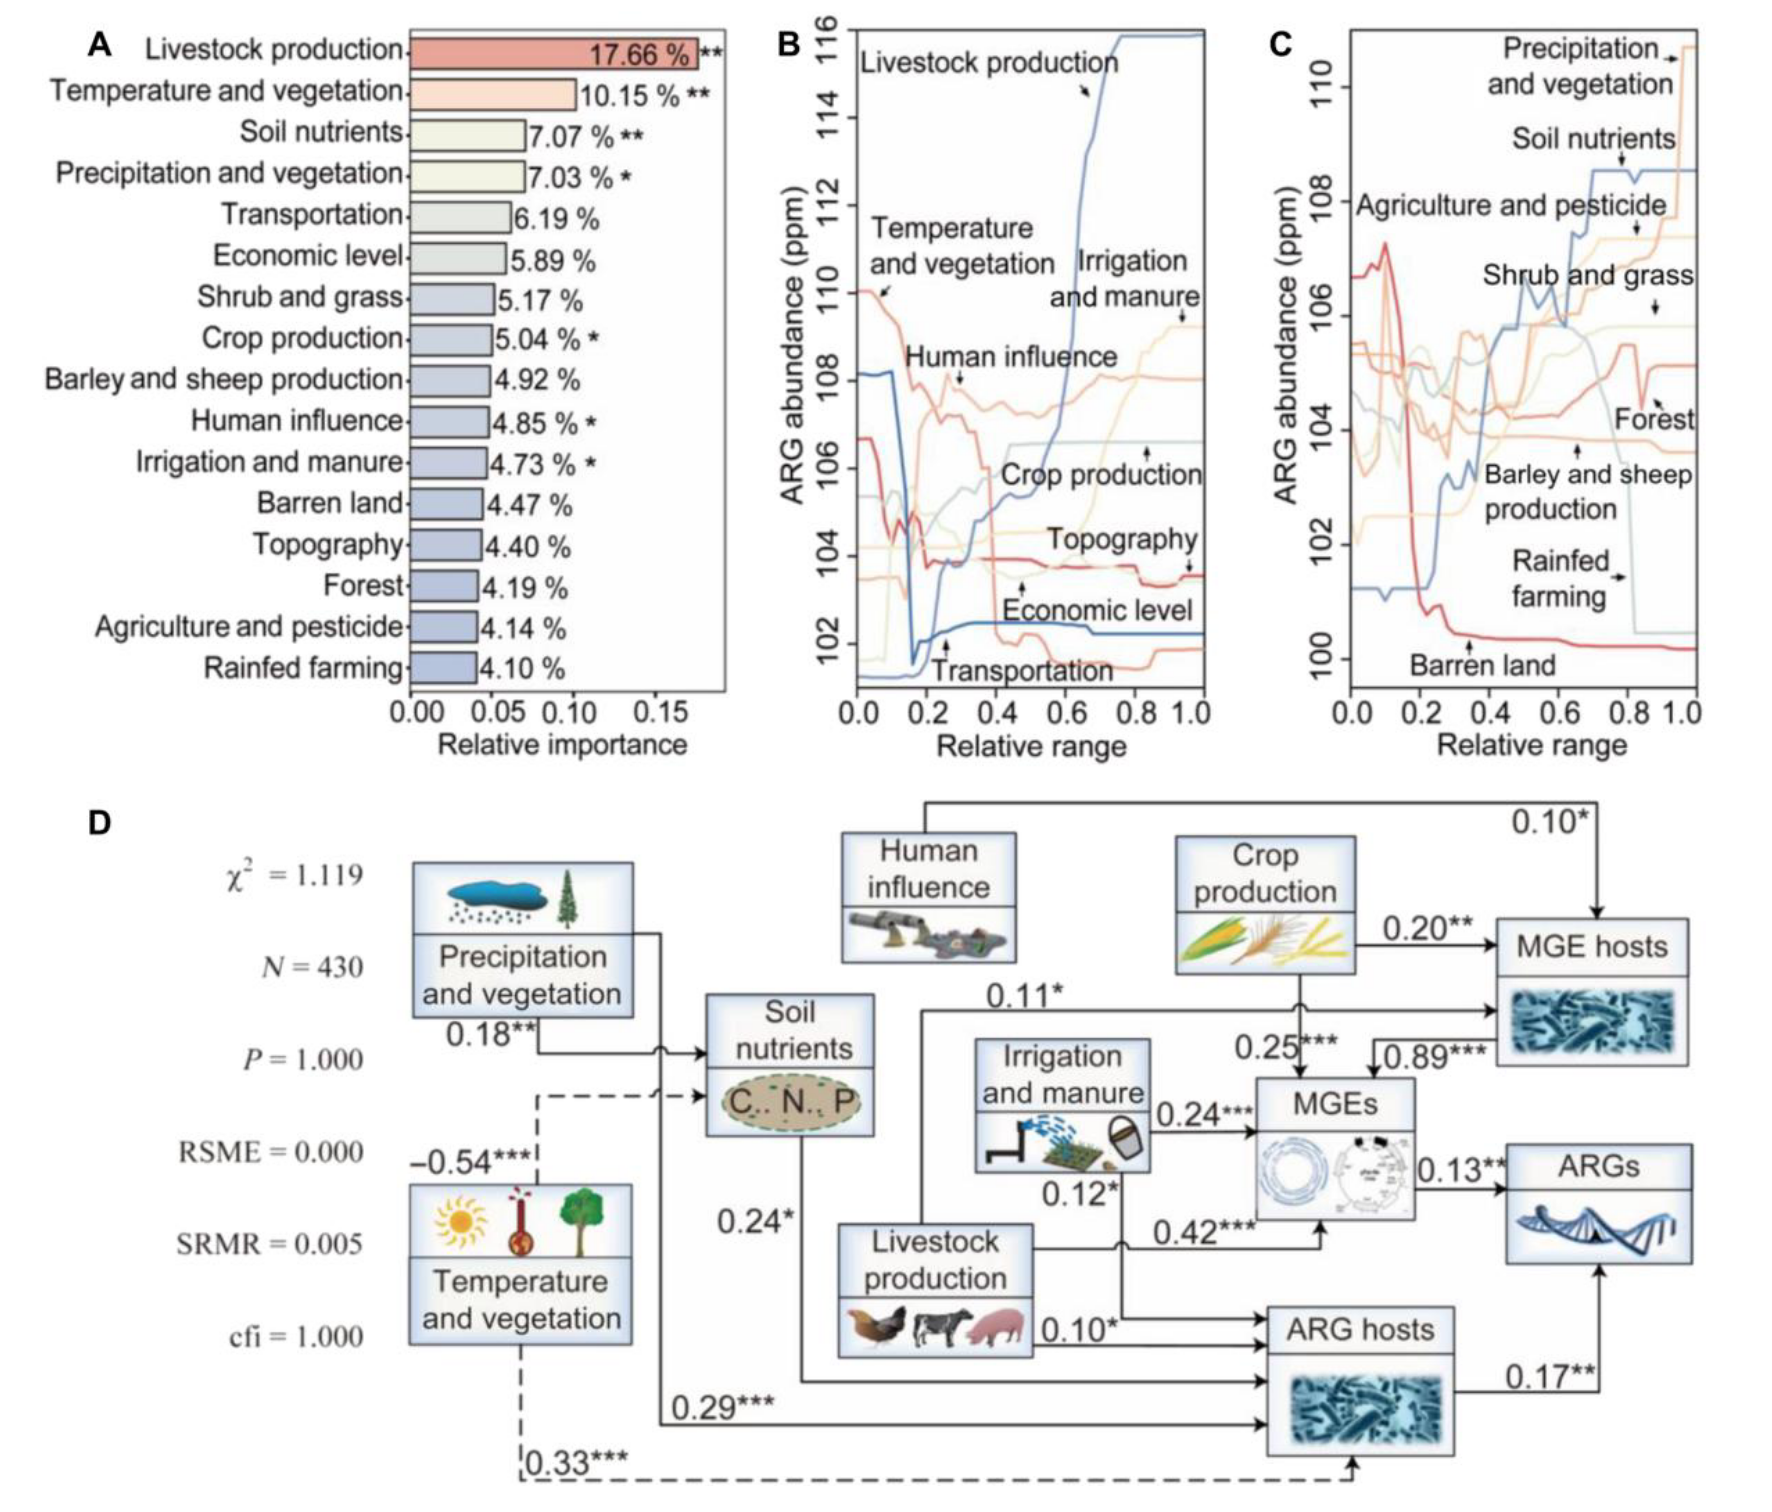 A
Livestock production 17.66 % **
Temperature and vegetation 10.15 % **
Soil nutrients 7.07 % **
Precipitation and vegetation 7.03 % *
Transportation 6.19 %
Economic level 5.89 %
Shrub and grass 5.17 %
Crop production 5.04 % *
Barley and sheep production 4.92 %
Human influence 4.85 % *
Irrigation and manure 4.73 % *
Barren land 4.47 %
Topography 4.40 %
Forest 4.19 %
Agriculture and pesticide 4.14 %
Rainfed farming 4.10 %
0.00 0.05 0.10 0.15
Relative importance
B
ARG abundance (ppm)
116
114
112
110
108
106
104
102
Livestock production
Temperature
and vegetation
Irrigation
and manure
Human influence
Crop production
Topography
Economic level
Transportation
0.0 0.2 0.4 0.6 0.8 1.0
Relative range
C
ARG abundance (ppm)
110
108
106
104
102
100
Precipitation
and vegetation
Soil nutrients
Agriculture and pesticide
Shrub and grass
Forest
Barley and sheep
production
Rainfed
farming
Barren land
0.0 0.2 0.4 0.6 0.8 1.0
Relative range
D
χ² = 1.119
N = 430
P = 1.000
RSME = 0.000
SRMR = 0.005
cfi = 1.000
Precipitation
and vegetation
0.18**
−0.54***
Temperature
and vegetation
0.33***
0.29***
Soil
nutrients
C.. N.. P
0.24*
Human
influence
0.10*
Crop
production
0.20**
0.25***
0.11*
Irrigation
and manure
0.24***
0.12*
Livestock
production
0.42***
0.10*
MGE hosts
0.89***
MGEs
0.13**
ARGs
ARG hosts
0.17**